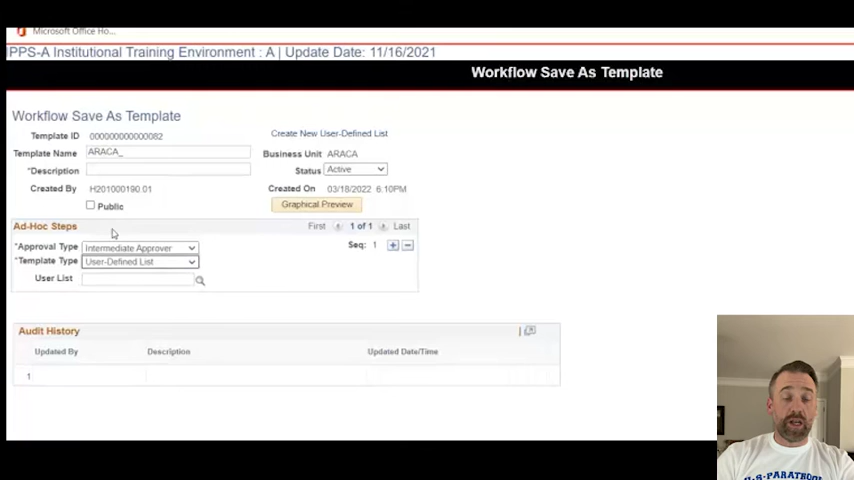 Microsoft Office Ho...
IPPS-A Institutional Training Environment : A | Update Date: 11/16/2021
Workflow Save As Template
Workflow Save As Template
Template ID 000000000000082 Create New User-Defined List
Template Name ARACA_ Business Unit ARACA
*Description Status Active
Created By H201000190.01 Created On 03/18/2022 6:10PM
Public Graphical Preview
Ad-Hoc Steps First 1 of 1 Last
*Approval Type Intermediate Approver Seq: 1
*Template Type User-Defined List
User List
Audit History
Updated By Description Updated Date/Time
1
U·S·PARATROOP